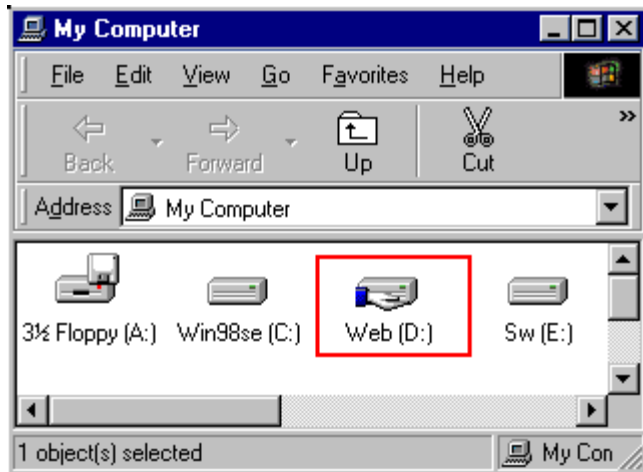 My Computer
File Edit View Go Favorites Help
Back Forward Up Cut
»
Address My Computer
3½ Floppy (A:) Win98se (C:) Web (D:) Sw (E:)
1 object(s) selected My Con